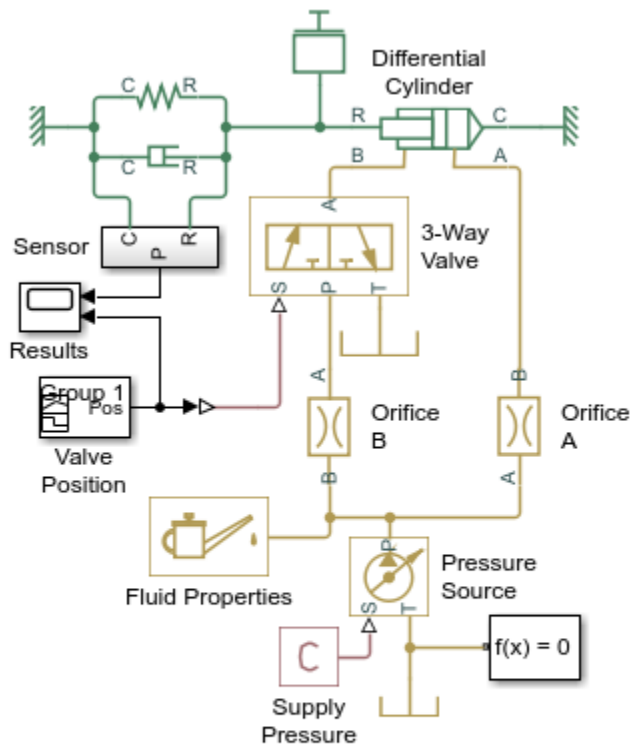 Differential
Cylinder
C R
R C
C R
B A
A
C R
P
Sensor
3-Way
Valve
S P T
Results
Group 1
Pos
A B
Orifice
B
Orifice
A
Valve
Position
B A
P
Pressure
Source
S T
Fluid Properties
f(x) = 0
C
Supply
Pressure